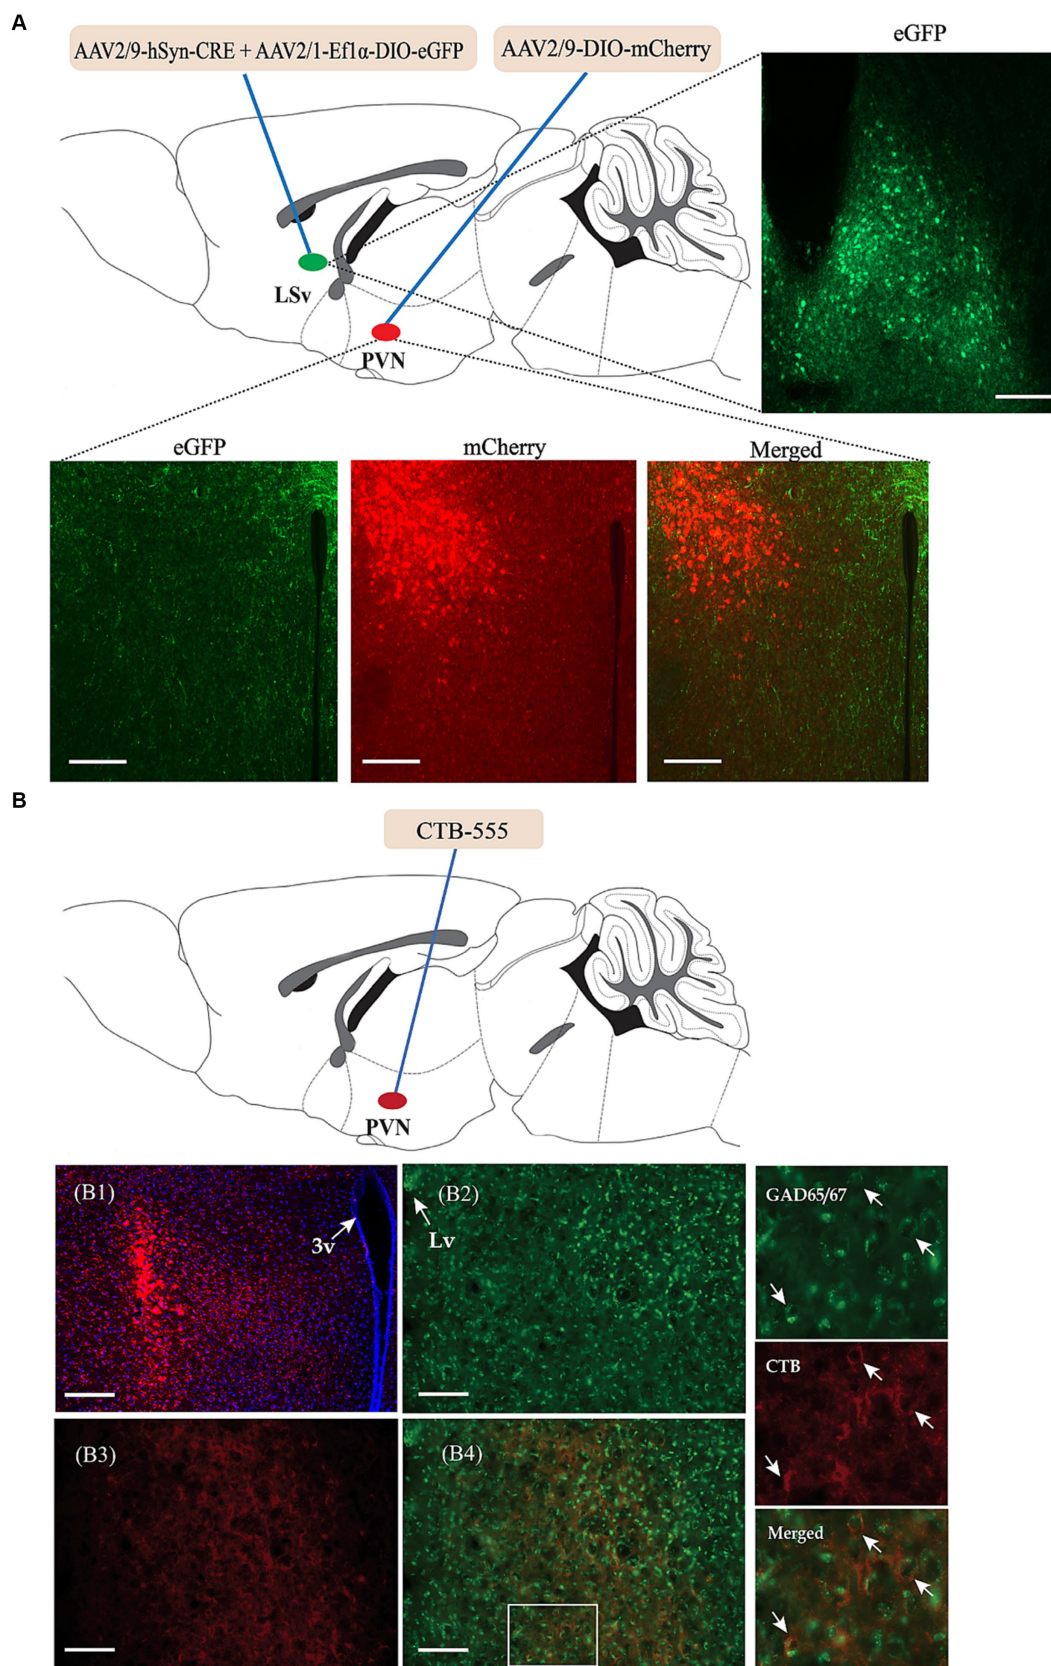 A
AAV2/9-hSyn-CRE + AAV2/1-Ef1α-DIO-eGFP
AAV2/9-DIO-mCherry
eGFP
LSv
PVN
eGFP
mCherry
Merged
B
CTB-555
PVN
(B1)
3v
(B2)
Lv
GAD65/67
CTB
(B3)
(B4)
Merged